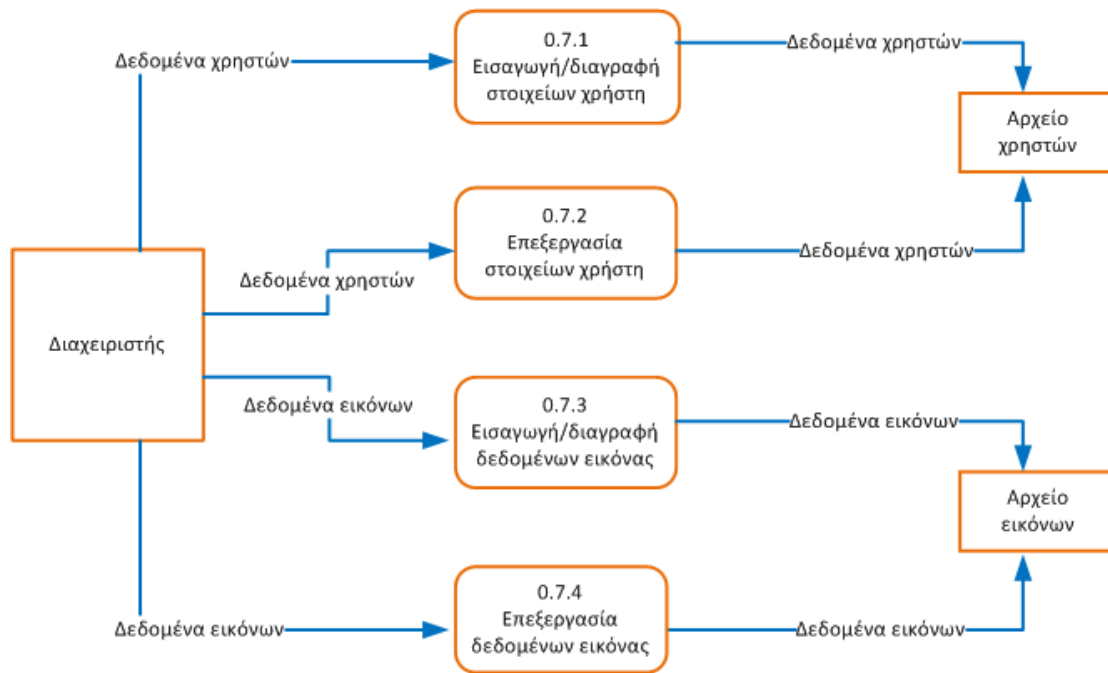 0.7.1
Εισαγωγή/διαγραφή
στοιχείων χρήστη
Δεδομένα χρηστών
Δεδομένα χρηστών
Αρχείο
χρηστών
0.7.2
Επεξεργασία
στοιχείων χρήστη
Δεδομένα χρηστών
Δεδομένα χρηστών
Διαχειριστής
Δεδομένα εικόνων
0.7.3
Εισαγωγή/διαγραφή
δεδομένων εικόνας
Δεδομένα εικόνων
Αρχείο
εικόνων
0.7.4
Επεξεργασία
δεδομένων εικόνας
Δεδομένα εικόνων
Δεδομένα εικόνων